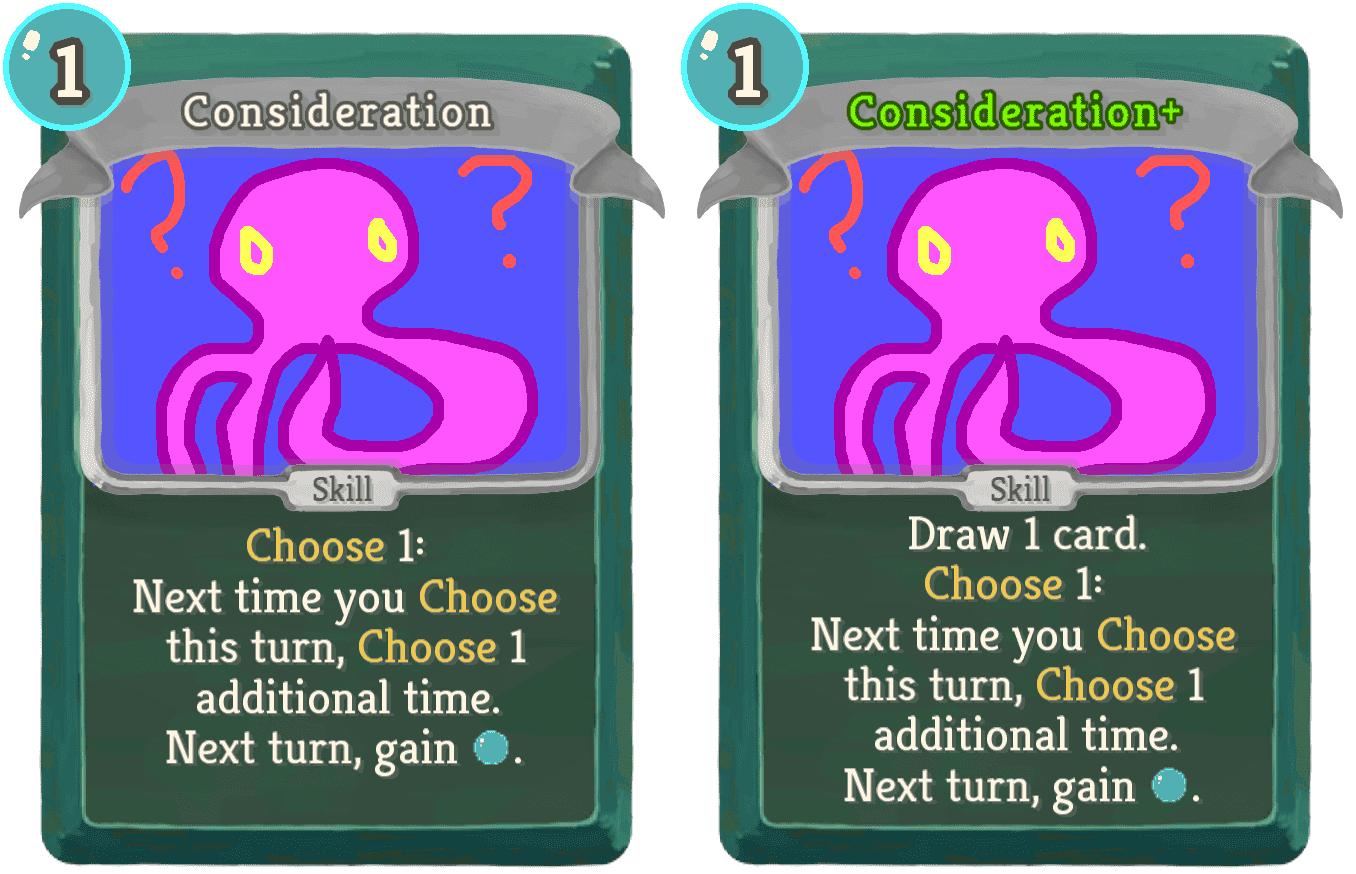 1
Consideration
? ?
Skill
Choose 1:
Next time you Choose
this turn, Choose 1
additional time.
Next turn, gain .
1
Consideration+
? ?
Skill
Draw 1 card.
Choose 1:
Next time you Choose
this turn, Choose 1
additional time.
Next turn, gain .